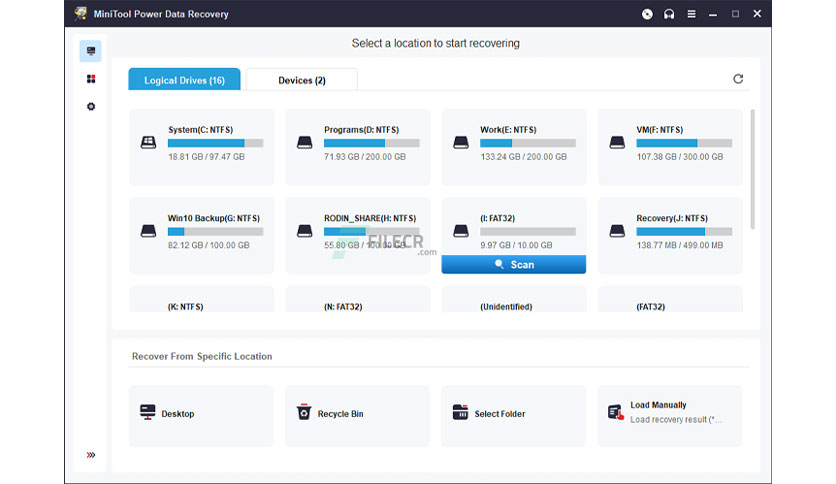 MiniTool Power Data Recovery
Select a location to start recovering
Logical Drives (16)
Devices (2)
System(C: NTFS)
18.81 GB / 97.47 GB
Programs(D: NTFS)
71.93 GB / 200.00 GB
Work(E: NTFS)
133.24 GB / 200.00 GB
VM(F: NTFS)
107.38 GB / 300.00 GB
Win10 Backup(G: NTFS)
82.12 GB / 100.00 GB
RODIN_SHARE(H: NTFS)
55.80 GB / 100.00 GB
(I: FAT32)
9.97 GB / 10.00 GB
Scan
Recovery(J: NTFS)
138.77 MB / 499.00 MB
FILECR
.com
(K: NTFS)
(N: FAT32)
(Unidentified)
(FAT32)
Recover From Specific Location
Desktop
Recycle Bin
Select Folder
Load Manually
Load recovery result (*...